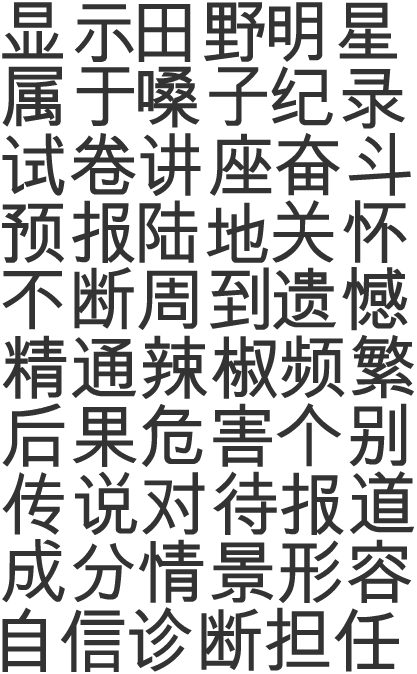 显示田野明星
属于嗓子纪录
试卷讲座奋斗
预报陆地关怀
不断周到遗憾
精通辣椒频繁
后果危害个别
传说对待报道
成分情景形容
自信诊断担任